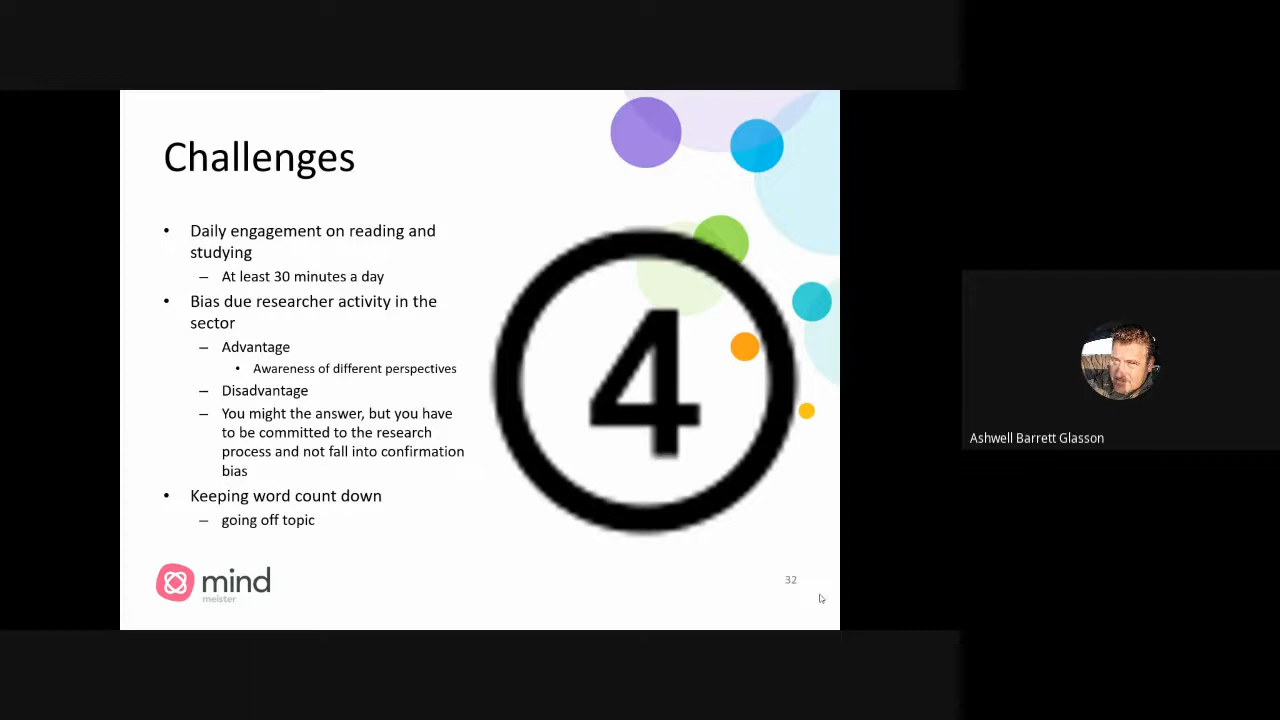 Challenges
• Daily engagement on reading and
studying
– At least 30 minutes a day
• Bias due researcher activity in the
sector
– Advantage
• Awareness of different perspectives
– Disadvantage
– You might the answer, but you have
to be committed to the research
process and not fall into confirmation
bias
• Keeping word count down
– going off topic
4
mind
meister
32
Ashwell Barrett Glasson